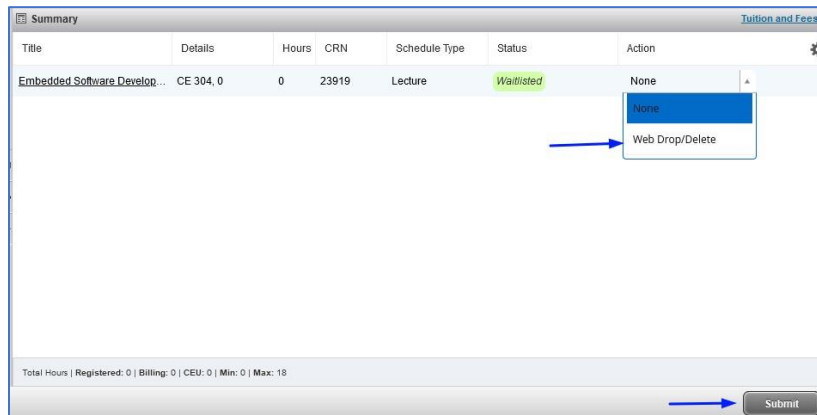 Summary Tuition and Fees
Title Details Hours CRN Schedule Type Status Action
Embedded Software Develop... CE 304, 0 0 23919 Lecture Waitlisted None
None
Web Drop/Delete
Total Hours | Registered: 0 | Billing: 0 | CEU: 0 | Min: 0 | Max: 18
Submit